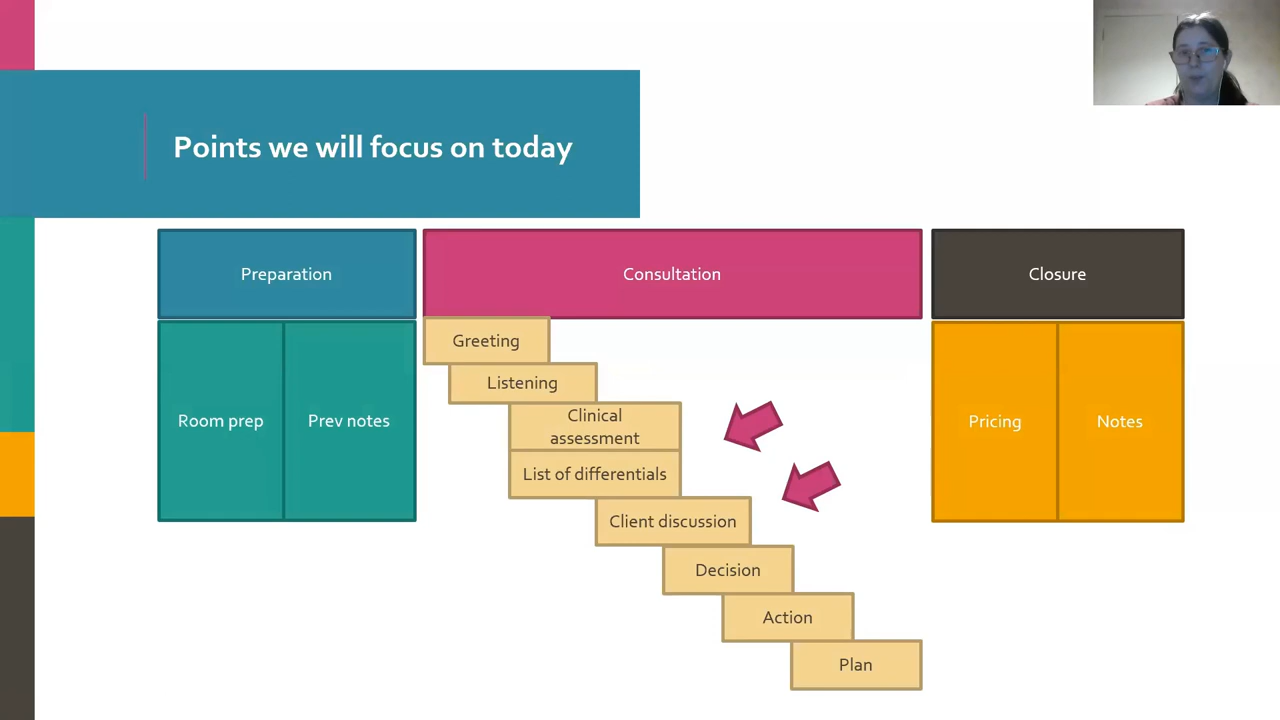 Points we will focus on today
Preparation
Consultation
Closure
Greeting
Listening
Clinical
assessment
List of differentials
Client discussion
Decision
Action
Plan
Room prep
Prev notes
Pricing
Notes